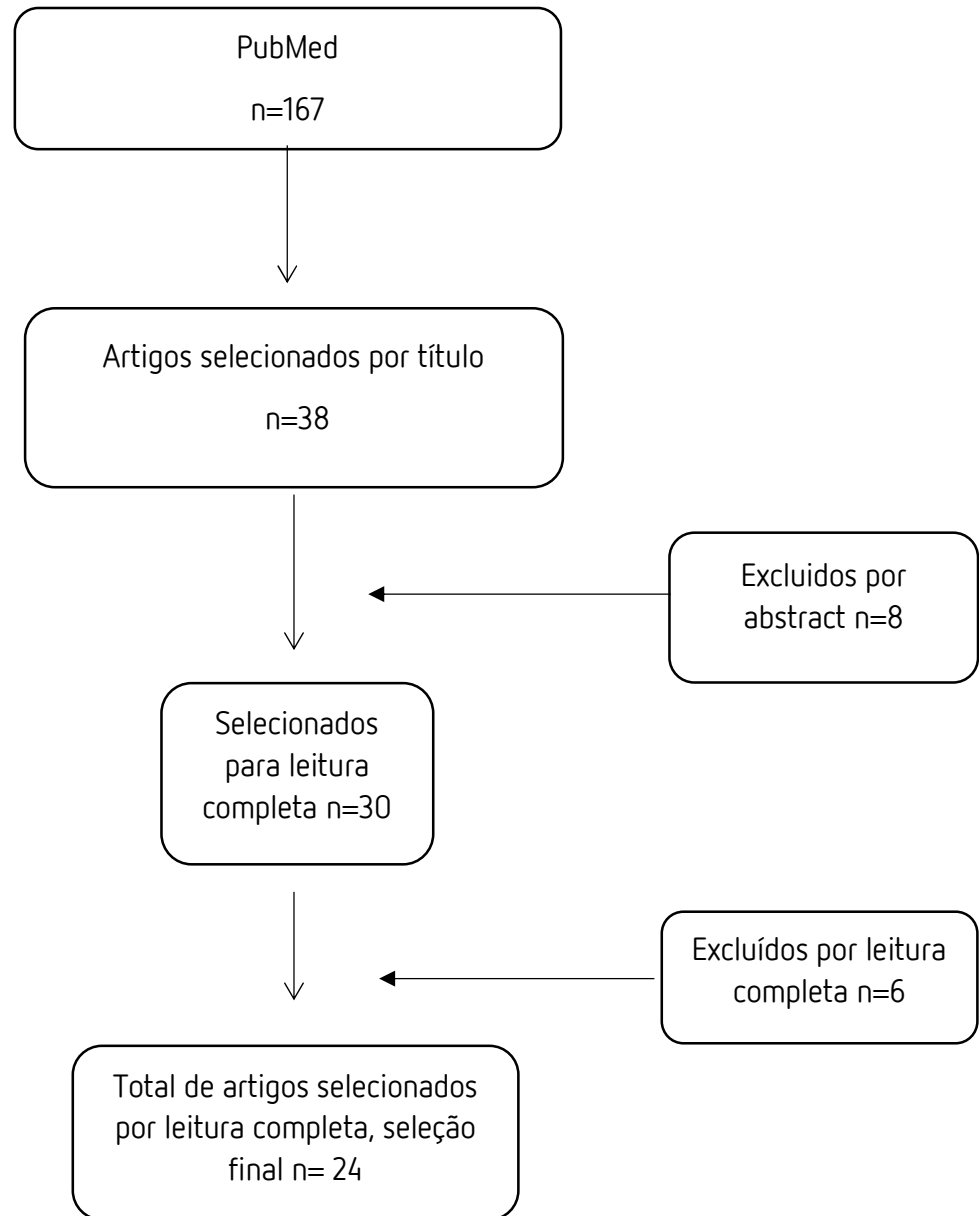 PubMed
n=167
Artigos selecionados por título
n=38
Excluidos por
abstract n=8
Selecionados
para leitura
completa n=30
Excluídos por leitura
completa n=6
Total de artigos selecionados
por leitura completa, seleção
final n= 24